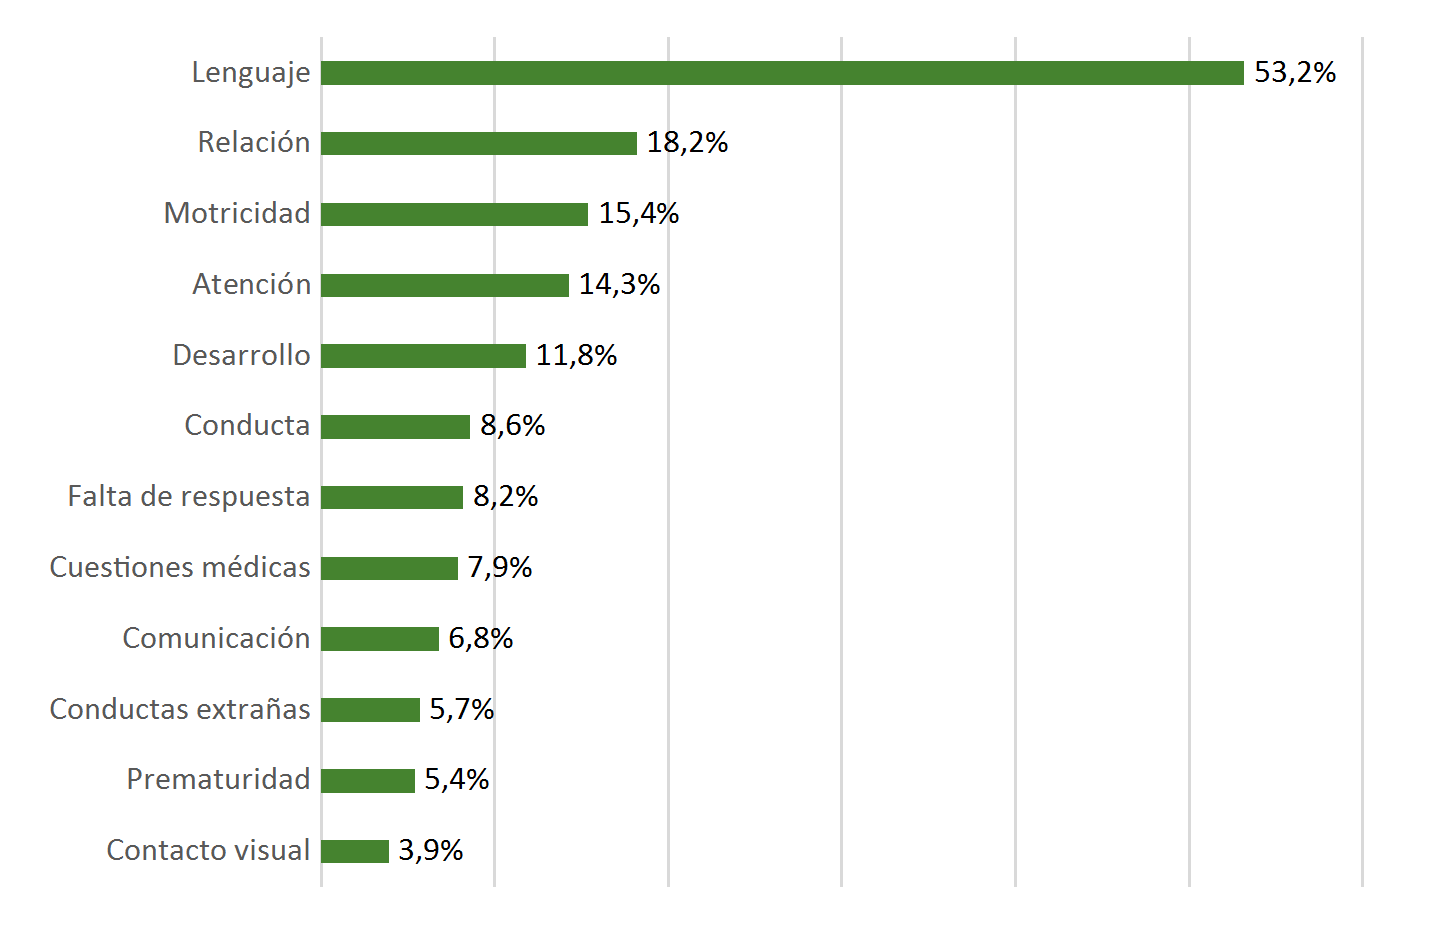 Lenguaje 53,2%
Relación 18,2%
Motricidad 15,4%
Atención 14,3%
Desarrollo 11,8%
Conducta 8,6%
Falta de respuesta 8,2%
Cuestiones médicas 7,9%
Comunicación 6,8%
Conductas extrañas 5,7%
Prematuridad 5,4%
Contacto visual 3,9%